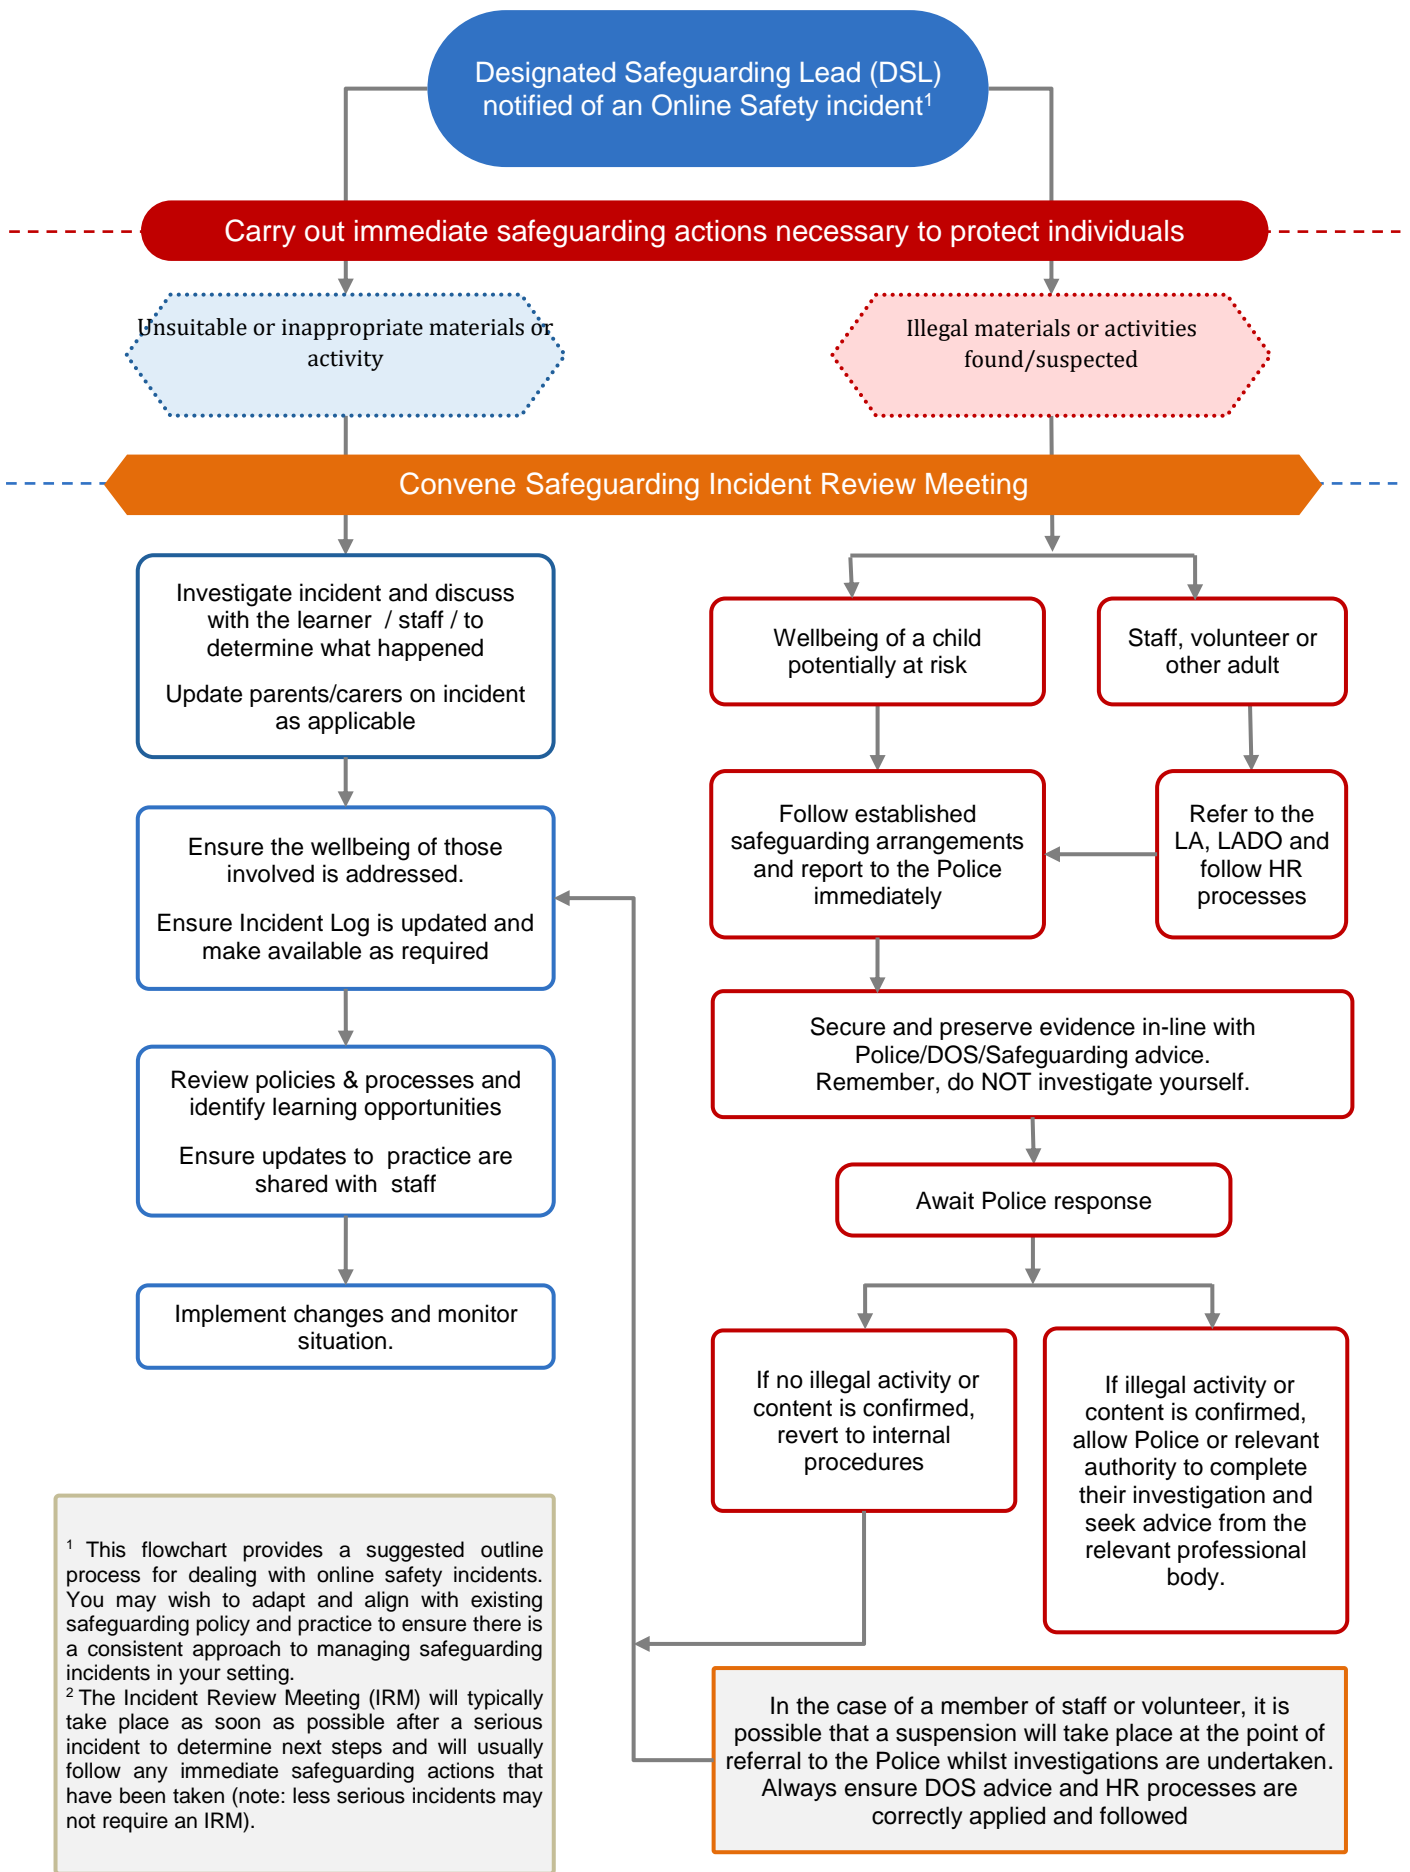 Designated Safeguarding Lead (DSL)
notified of an Online Safety incident¹
Carry out immediate safeguarding actions necessary to protect individuals
Unsuitable or inappropriate materials or
activity
Illegal materials or activities
found/suspected
Convene Safeguarding Incident Review Meeting
Investigate incident and discuss
with the learner / staff / to
determine what happened
Update parents/carers on incident
as applicable
Ensure the wellbeing of those
involved is addressed.
Ensure Incident Log is updated and
make available as required
Review policies & processes and
identify learning opportunities
Ensure updates to practice are
shared with staff
Implement changes and monitor
situation.
Wellbeing of a child
potentially at risk
Staff, volunteer or
other adult
Follow established
safeguarding arrangements
and report to the Police
immediately
Refer to the
LA, LADO and
follow HR
processes
Secure and preserve evidence in-line with
Police/DOS/Safeguarding advice.
Remember, do NOT investigate yourself.
Await Police response
If no illegal activity or
content is confirmed,
revert to internal
procedures
If illegal activity or
content is confirmed,
allow Police or relevant
authority to complete
their investigation and
seek advice from the
relevant professional
body.
¹ This flowchart provides a suggested outline
process for dealing with online safety incidents.
You may wish to adapt and align with existing
safeguarding policy and practice to ensure there is
a consistent approach to managing safeguarding
incidents in your setting.
² The Incident Review Meeting (IRM) will typically
take place as soon as possible after a serious
incident to determine next steps and will usually
follow any immediate safeguarding actions that
have been taken (note: less serious incidents may
not require an IRM).
In the case of a member of staff or volunteer, it is
possible that a suspension will take place at the point of
referral to the Police whilst investigations are undertaken.
Always ensure DOS advice and HR processes are
correctly applied and followed